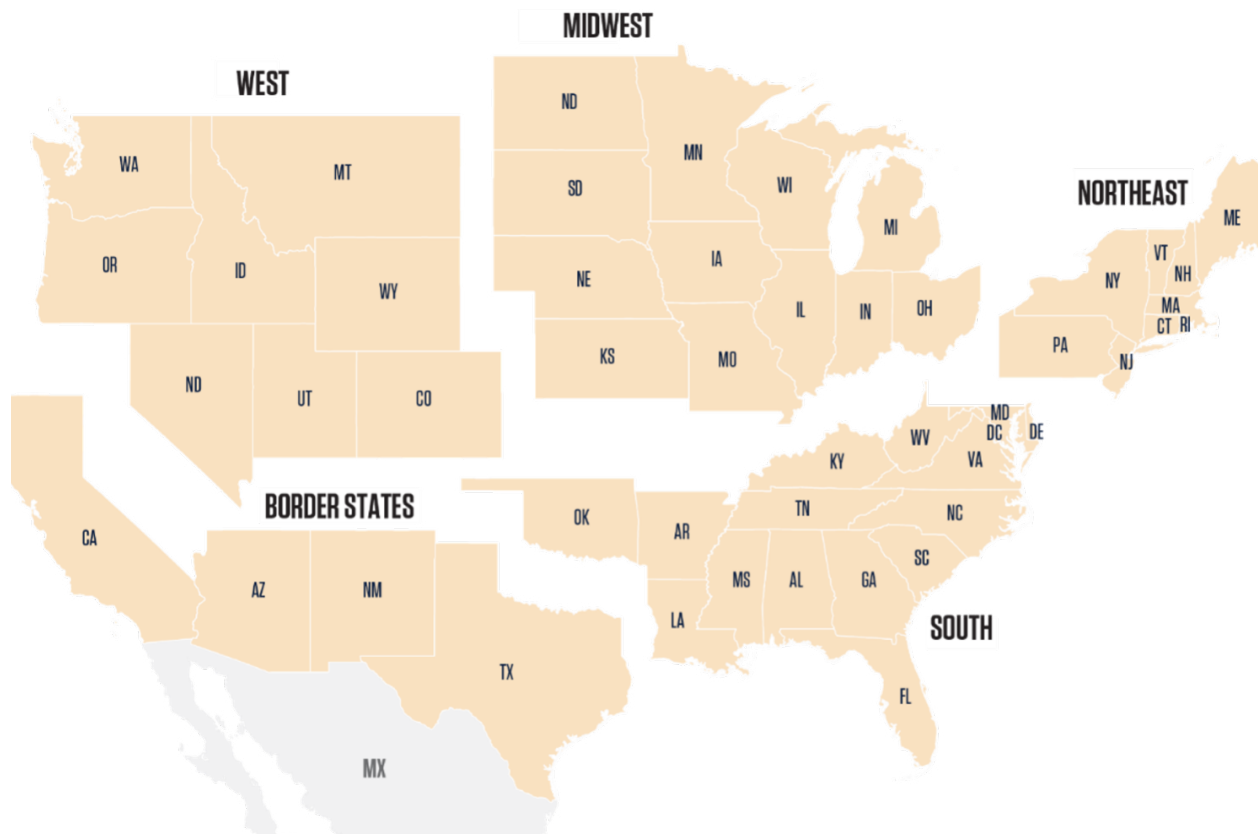 MIDWEST
WEST
ND
MN
WA
MT
WI
SD
NORTHEAST
MI
ME
OR
ID
IA
VT
NY
NH
NE
WY
MA
IL
IN
OH
CT
RI
PA
KS
MO
NJ
ND
UT
CO
MD
DC
DE
WV
VA
KY
BORDER STATES
TN
OK
NC
CA
AR
SC
AZ
NM
MS
AL
GA
LA
SOUTH
TX
FL
MX